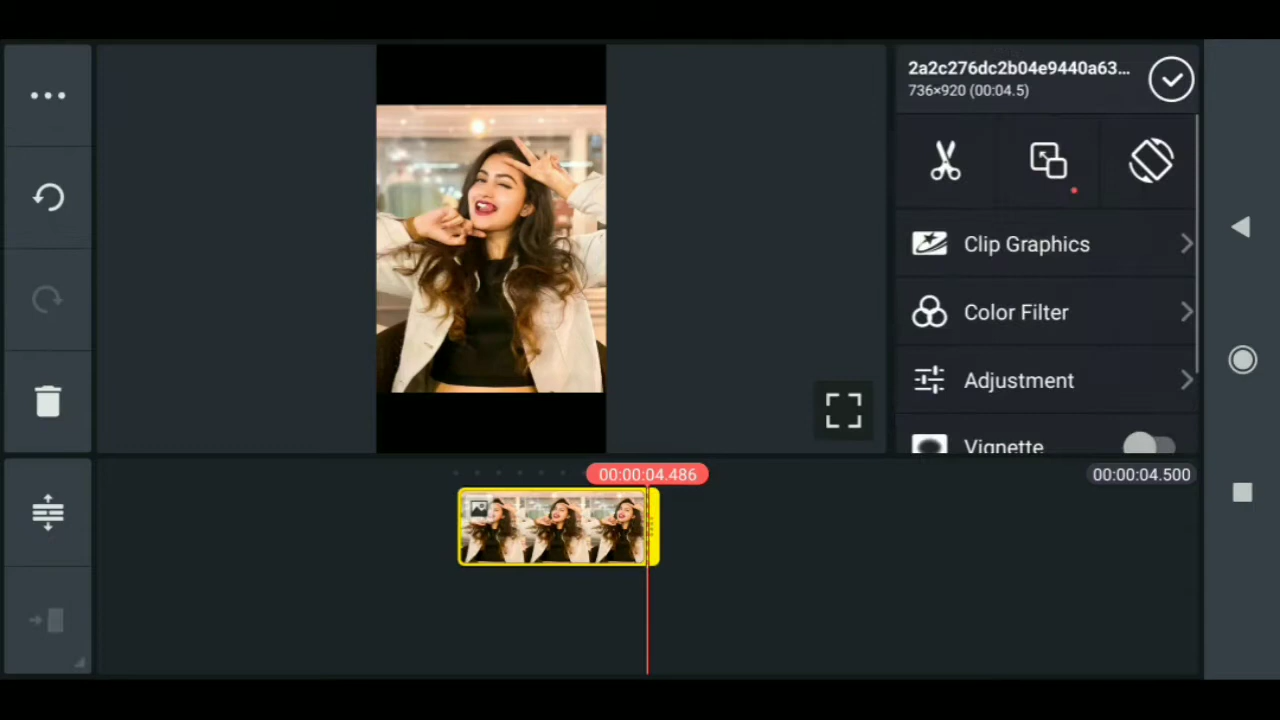 2a2c276dc2b04e9440a63...
736×920 (00:04.5)
Clip Graphics
Color Filter
Adjustment
Vignette
00:00:04.486
00:00:04.500